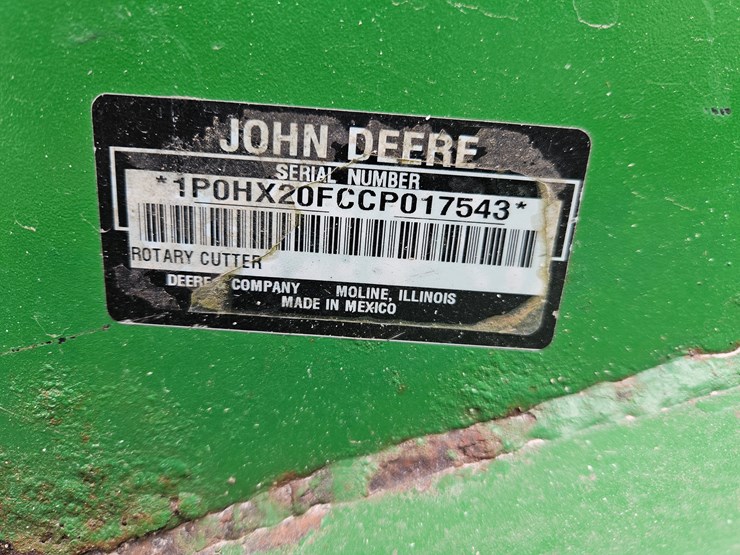 JOHN DEERE
SERIAL NUMBER
*1P0HX20FCCP017543*
ROTARY CUTTER
DEERE & COMPANY MOLINE, ILLINOIS
MADE IN MEXICO